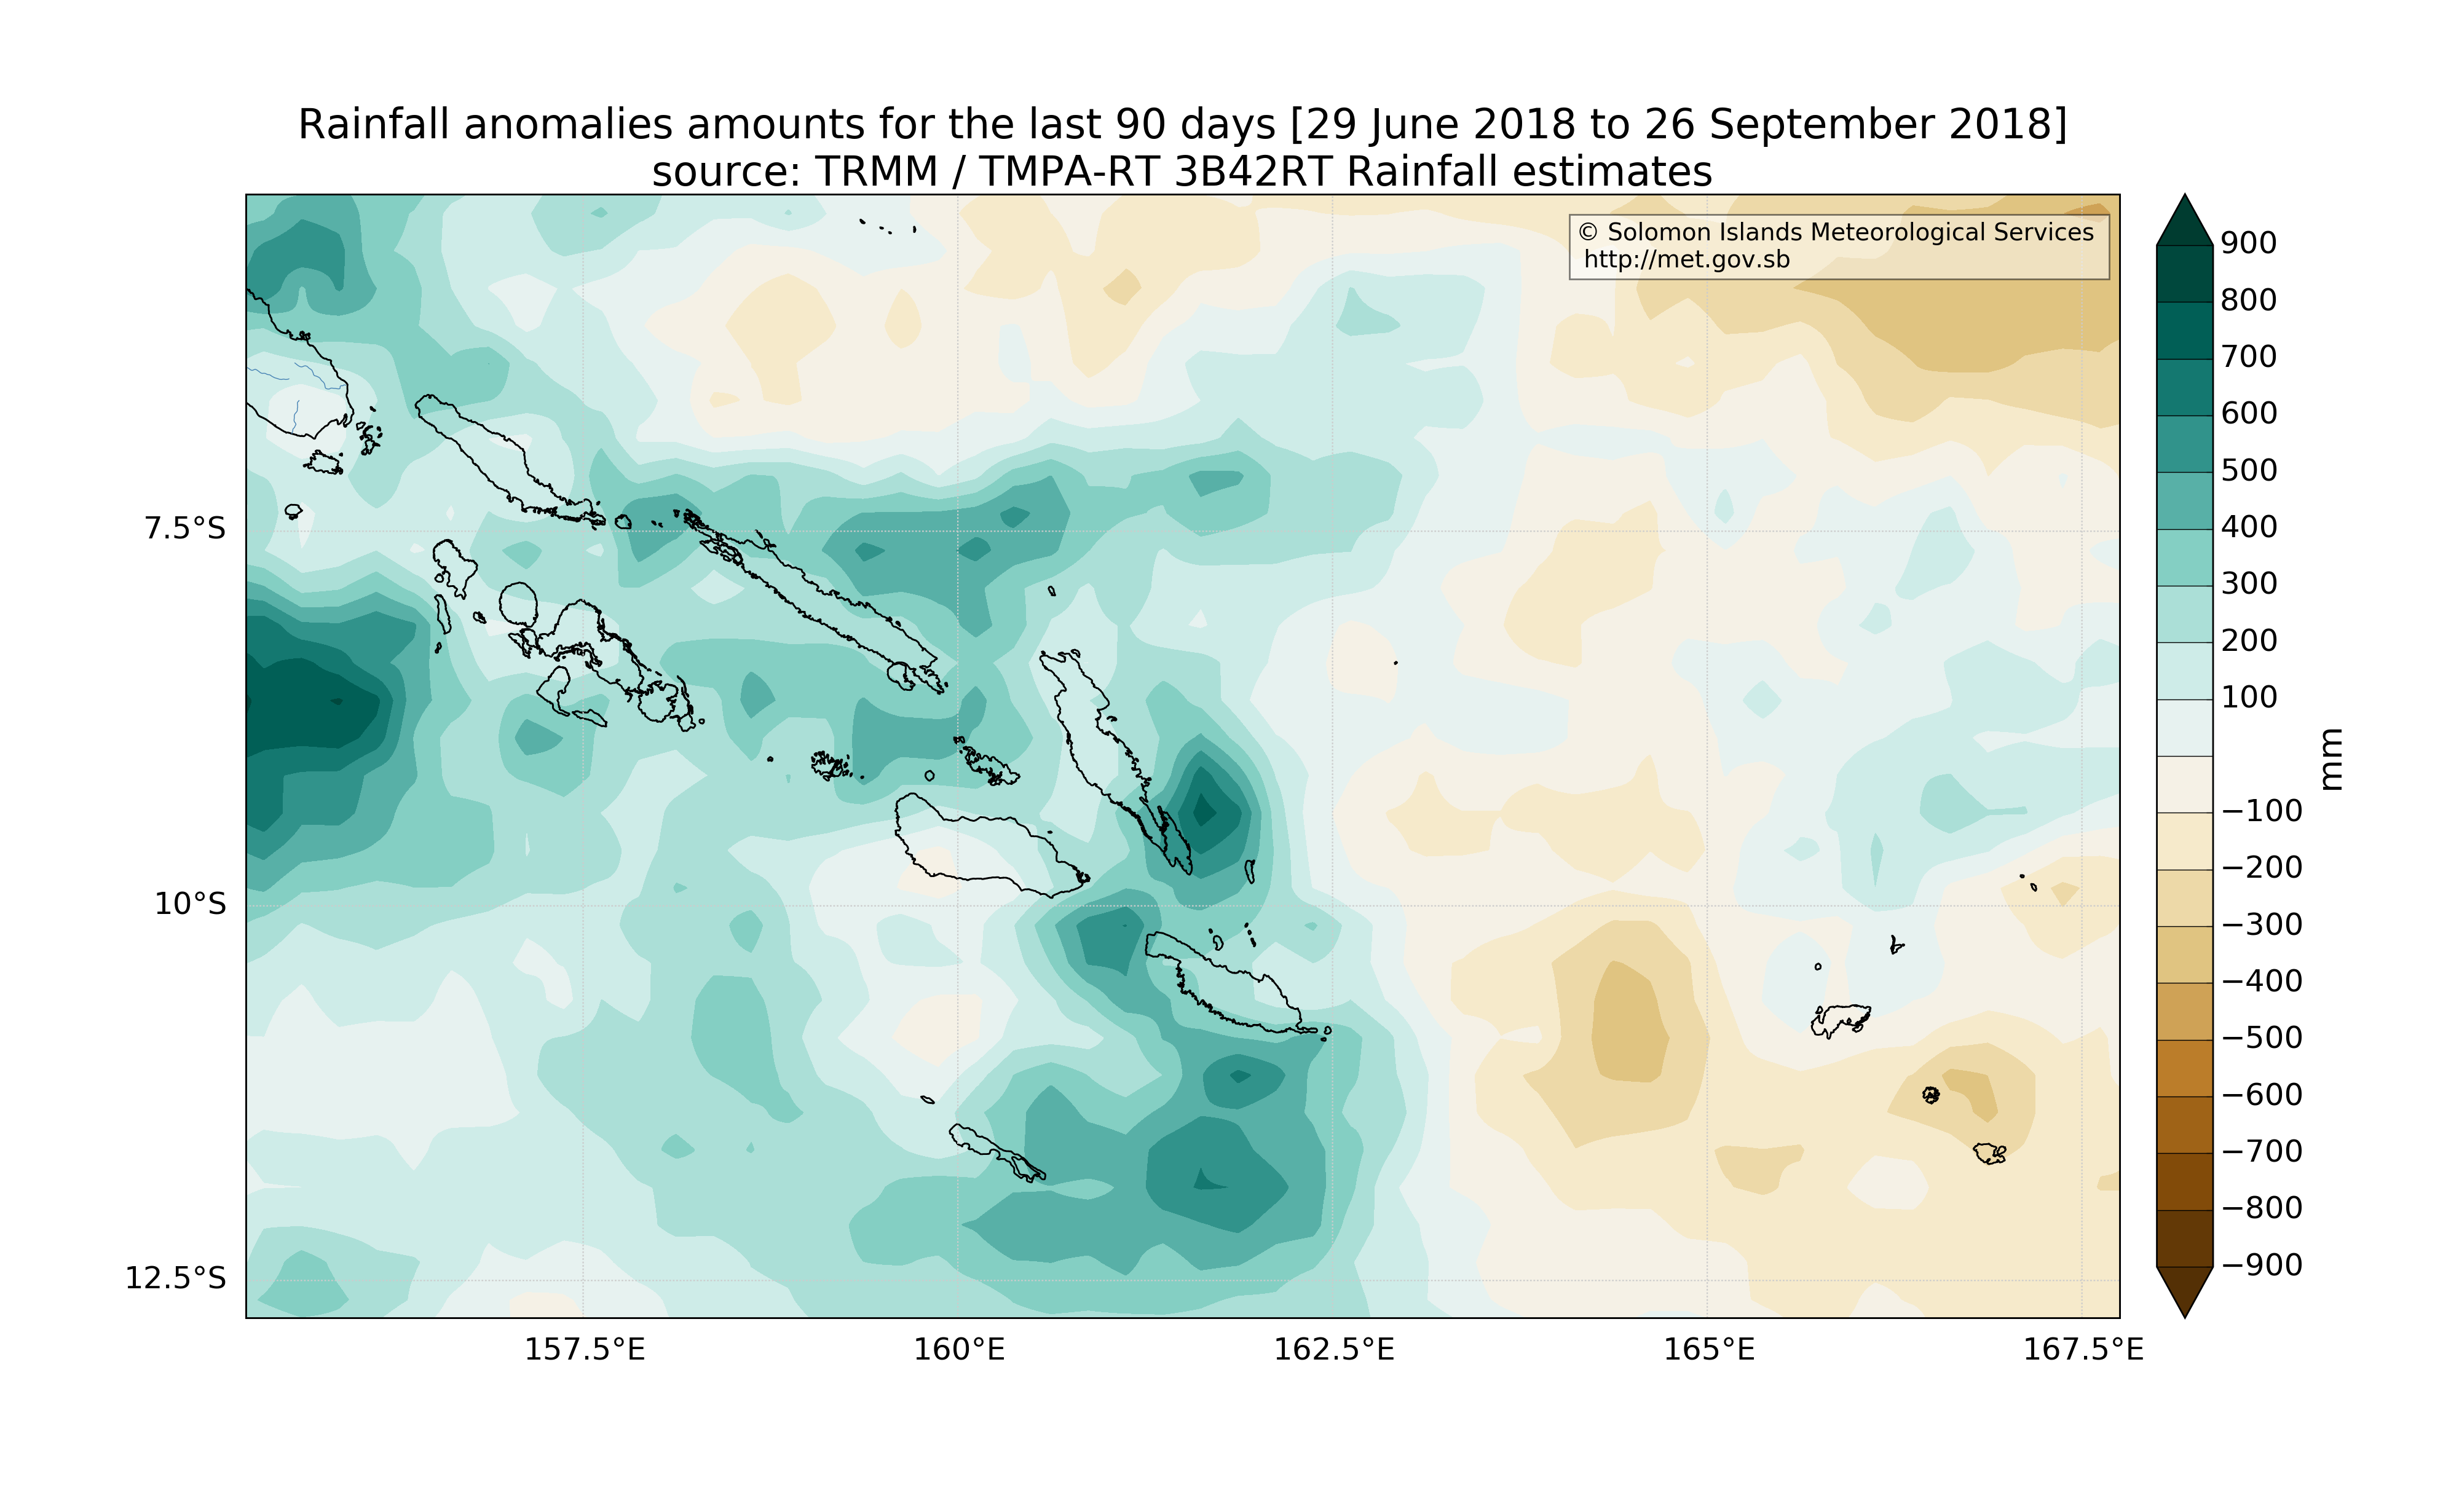 Rainfall anomalies amounts for the last 90 days [29 June 2018 to 26 September 2018]
source: TRMM / TMPA-RT 3B42RT Rainfall estimates
© Solomon Islands Meteorological Services
http://met.gov.sb
7.5°S
10°S
12.5°S
157.5°E
160°E
162.5°E
165°E
167.5°E
900
800
700
600
500
400
300
200
100
−100
−200
−300
−400
−500
−600
−700
−800
−900
mm